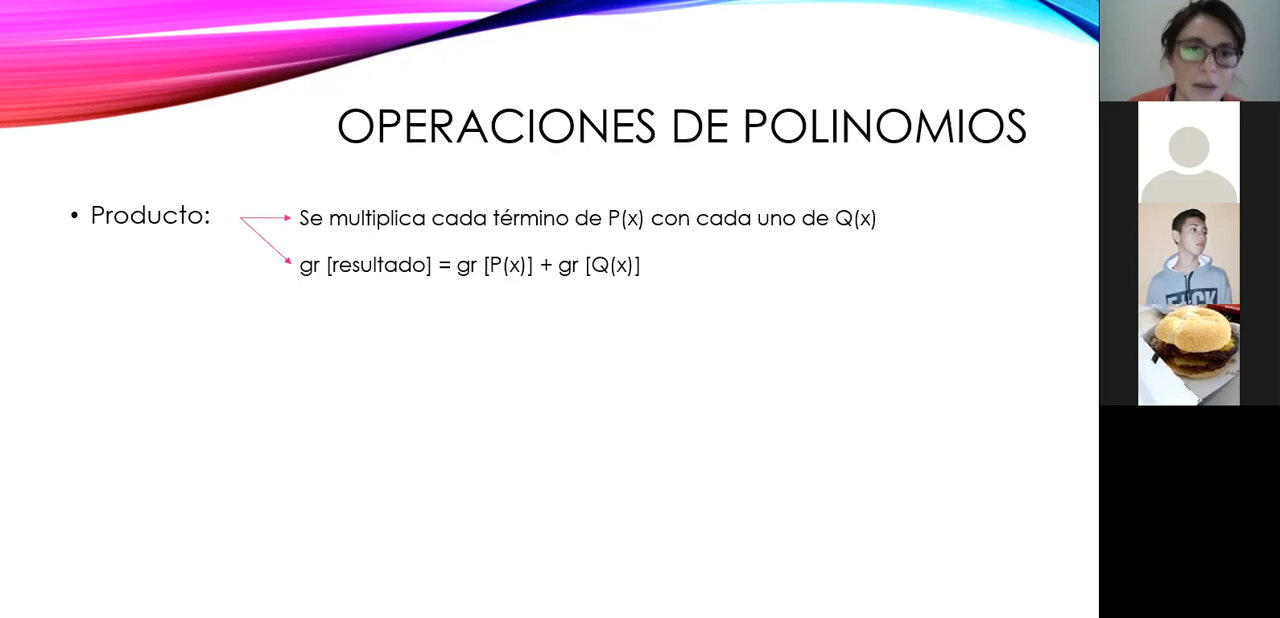 OPERACIONES DE POLINOMIOS
• Producto:
Se multiplica cada término de P(x) con cada uno de Q(x)
gr [resultado] = gr [P(x)] + gr [Q(x)]